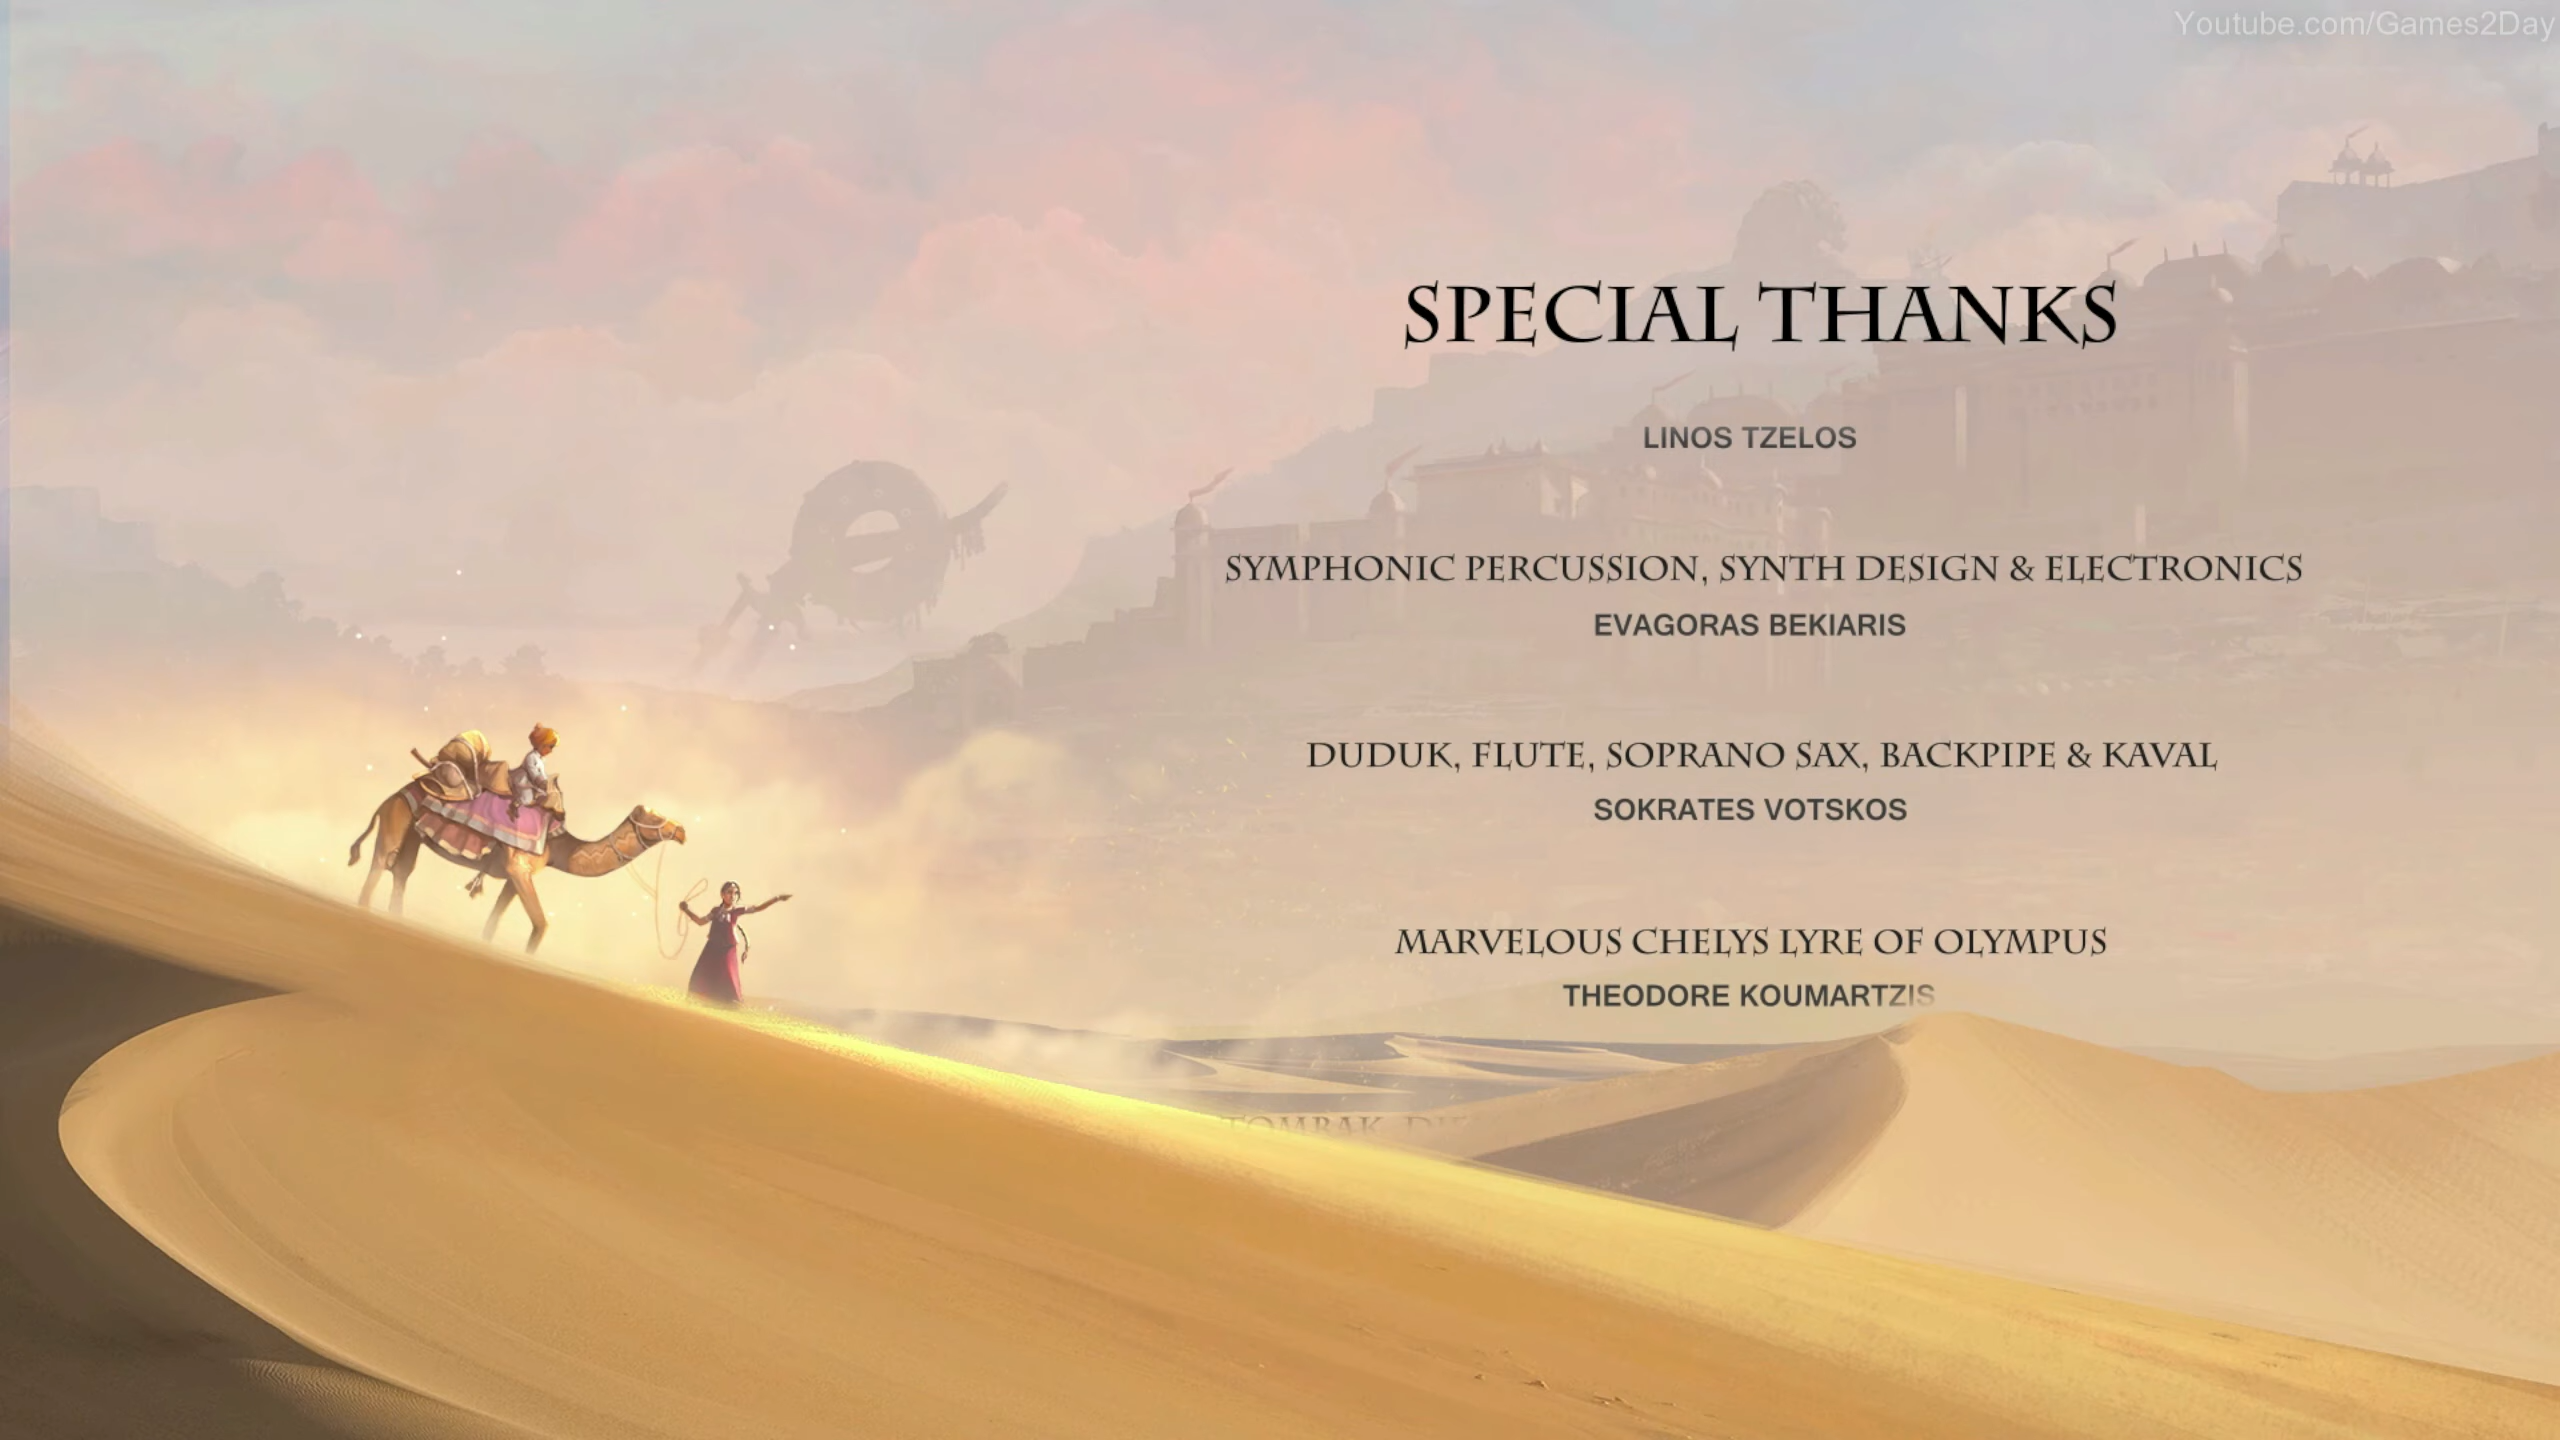 Youtube.com/Games2Day
SPECIAL THANKS
LINOS TZELOS
SYMPHONIC PERCUSSION, SYNTH DESIGN & ELECTRONICS
EVAGORAS BEKIARIS
DUDUK, FLUTE, SOPRANO SAX, BACKPIPE & KAVAL
SOKRATES VOTSKOS
MARVELOUS CHELYS LYRE OF OLYMPUS
THEODORE KOUMARTZIS
TOMBAK,